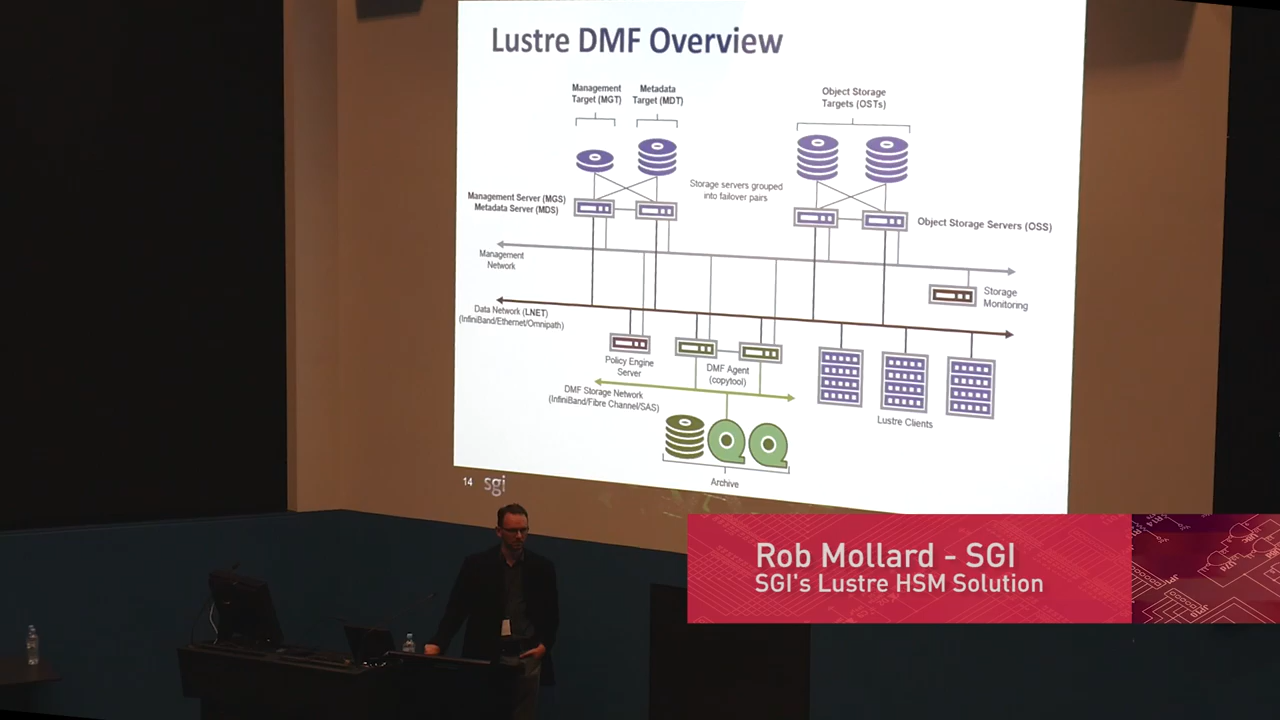 Lustre DMF Overview
Management
Target (MGT)
Metadata
Target (MDT)
Object Storage
Targets (OSTs)
Storage servers grouped
into failover pairs
Management Server (MGS)
Metadata Server (MDS)
Object Storage Servers (OSS)
Management
Network
Storage
Monitoring
Data Network (LNET)
(InfiniBand/Ethernet/Omnipath)
Policy Engine
Server
DMF Agent
(copytool)
DMF Storage Network
(InfiniBand/Fibre Channel/SAS)
Lustre Clients
Archive
14 sgi
Rob Mollard - SGI
SGI's Lustre HSM Solution